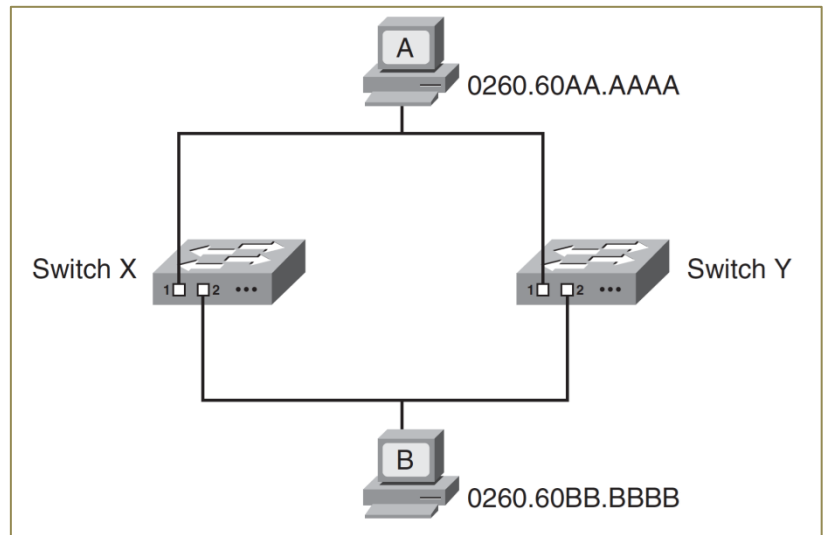 A
0260.60AA.AAAA
Switch X
1 2 •••
Switch Y
1 2 •••
B
0260.60BB.BBBB